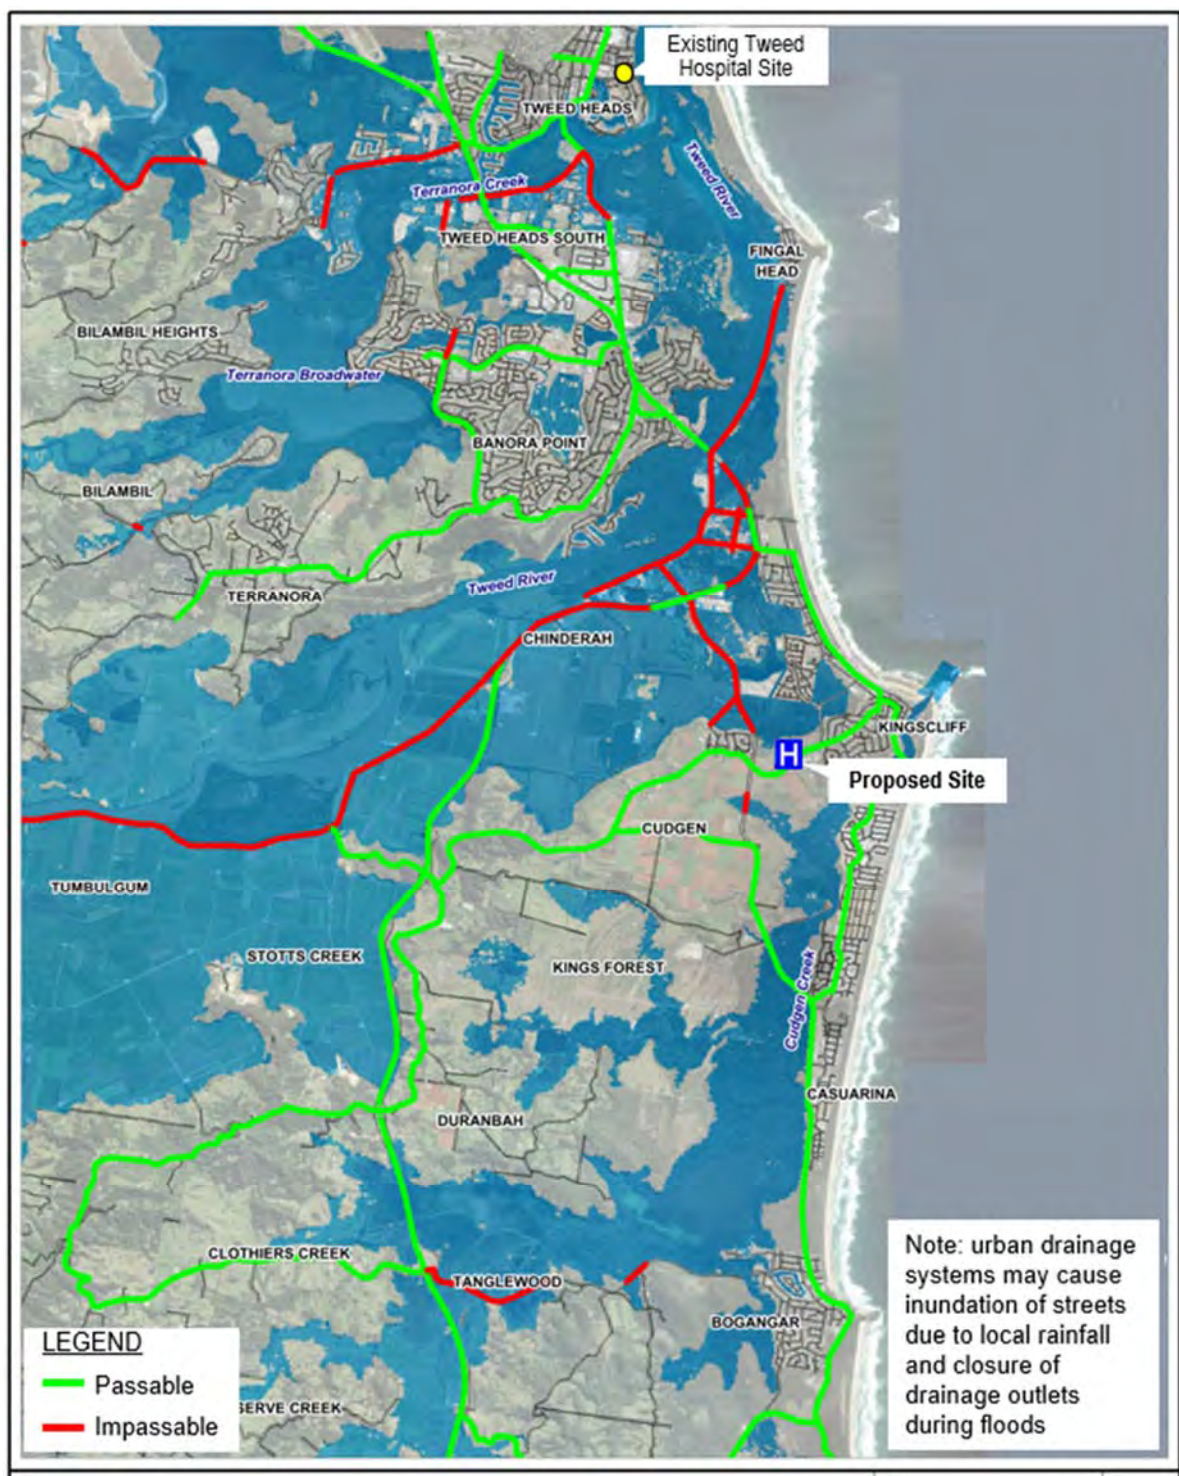 Existing Tweed
Hospital Site
TWEED HEADS
Tweed River
Terranora Creek
TWEED HEADS SOUTH
FINGAL
HEAD
BILAMBIL HEIGHTS
Terranora Broadwater
BANORA POINT
BILAMBIL
Tweed River
TERRANORA
CHINDERAH
KINGSCLIFF
H
Proposed Site
CUDGEN
TUMBULGUM
STOTTS CREEK
KINGS FOREST
Cudgen Creek
CASUARINA
DURANBAH
CLOTHIERS CREEK
TANGLEWOOD
BOGANGAR
Note: urban drainage
systems may cause
inundation of streets
due to local rainfall
and closure of
drainage outlets
during floods
LEGEND
Passable
Impassable
SERVE CREEK